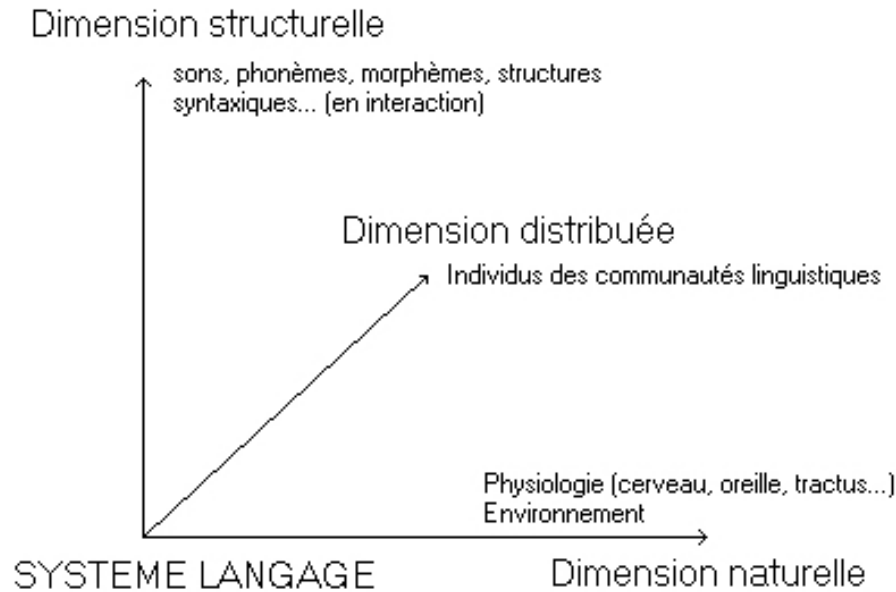 Dimension structurelle
sons, phonèmes, morphèmes, structures
syntaxiques... (en interaction)
Dimension distribuée
Individus des communautés linguistiques
Physiologie (cerveau, oreille, tractus...)
Environnement
SYSTEME LANGAGE
Dimension naturelle